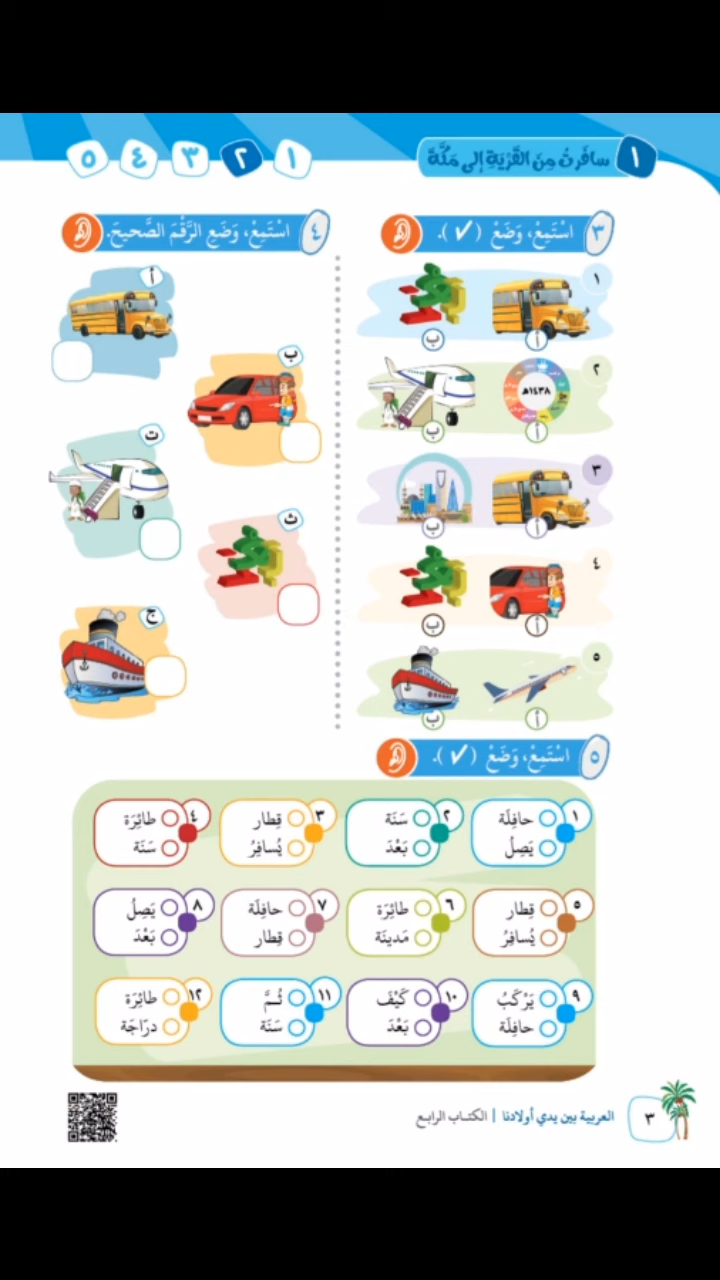 ١ سافَرتُ مِنَ القَرْيَةِ إلى مَكَّةَ
١ ٢ ٣ ٤ ٥
٣ اسْتَمِعْ، وَضَعْ (✓).
١
أ ب
٢
١٤٣٨هـ
أ ب
٣
أ ب
٤
أ ب
٥
أ ب
٤ اسْتَمِعْ، وَضَعِ الرَّقْمَ الصَّحيحَ.
أ
ب
ت
ث
ج
٥ اسْتَمِعْ، وَضَعْ (✓).
١ حافِلَة
يَصِلُ
٢ سَنَة
بَعْدَ
٣ قِطار
يُسافِرُ
٤ طائِرَة
سَنَة
٥ قِطار
يُسافِرُ
٦ طائِرَة
مَدينَة
٧ حافِلَة
قِطار
٨ يَصِلُ
بَعْدَ
٩ يَرْكَبُ
حافِلَة
١٠ كَيْفَ
بَعْدَ
١١ ثُمَّ
سَنَة
١٢ طائِرَة
درّاجَة
٣ العربية بين يدي أولادنا | الكتاب الرابع